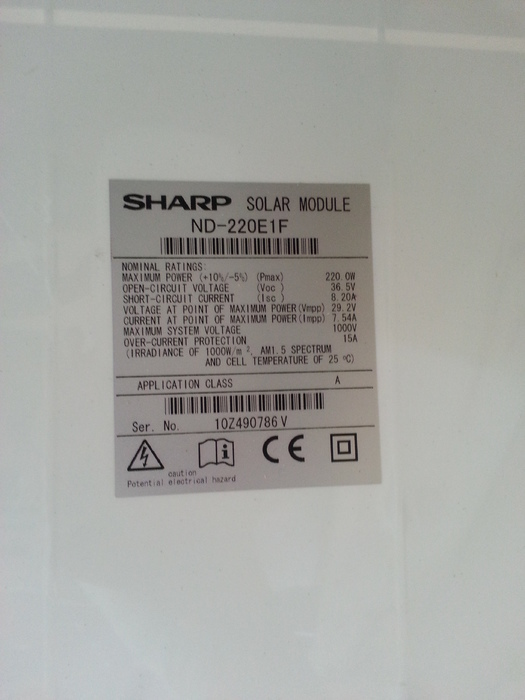 SHARP SOLAR MODULE
ND-220E1F
NOMINAL RATINGS:
MAXIMUM POWER (+10%/-5%) (Pmax) 220.0W
OPEN-CIRCUIT VOLTAGE (Voc) 36.5V
SHORT-CIRCUIT CURRENT (Isc) 8.20A
VOLTAGE AT POINT OF MAXIMUM POWER(Vmpp) 29.2V
CURRENT AT POINT OF MAXIMUM POWER(Impp) 7.54A
MAXIMUM SYSTEM VOLTAGE 1000V
OVER-CURRENT PROTECTION 15A
(IRRADIANCE OF 1000W/m², AM1.5 SPECTRUM
AND CELL TEMPERATURE OF 25 ºC)
APPLICATION CLASS A
Ser. No. 10Z490786 V
i CE
caution
Potential electrical hazard